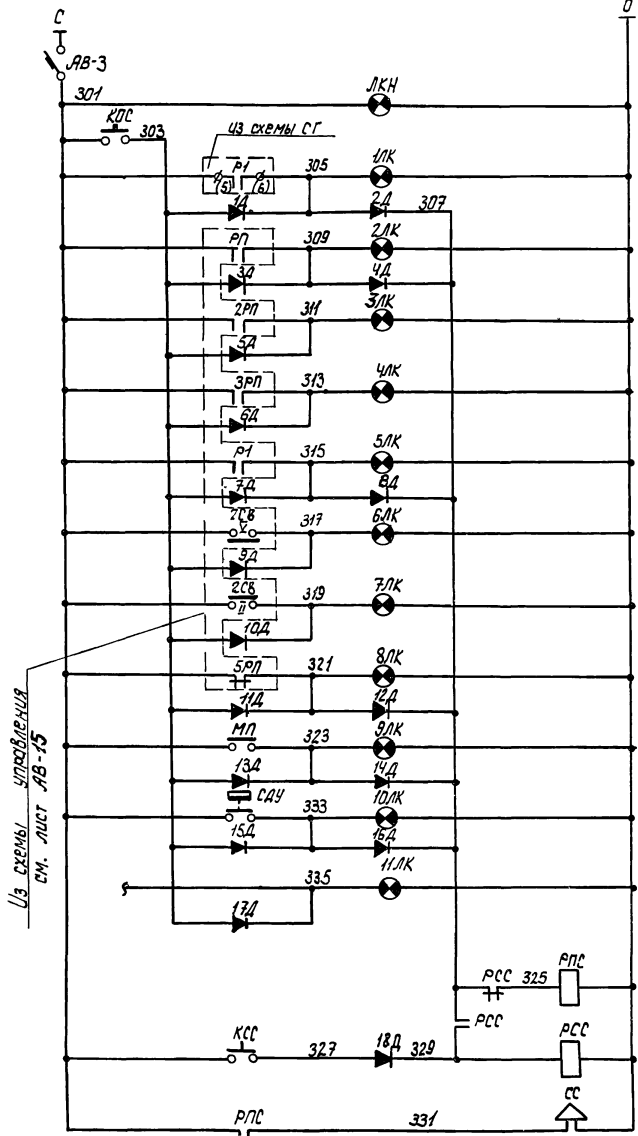 С
О
АВ-3
301
ЛКН
КПС
303
из схемы СГ
Р1
(5) (6)
305
1ЛК
1Д
2Д
307
РП
309
2ЛК
3Д
4Д
2РП
311
3ЛК
5Д
3РП
313
4ЛК
6Д
Р1
315
5ЛК
7Д
8Д
2СВ
V
317
6ЛК
9Д
2СВ
II
319
7ЛК
10Д
5РП
321
8ЛК
11Д
12Д
МП
323
9ЛК
13Д
14Д
СДУ
333
10ЛК
15Д
16Д
335
11ЛК
17Д
Из схемы управления
см. лист АВ-15
РСС
325
РПС
РСС
КСС
327
18Д
329
РСС
РПС
331
СС